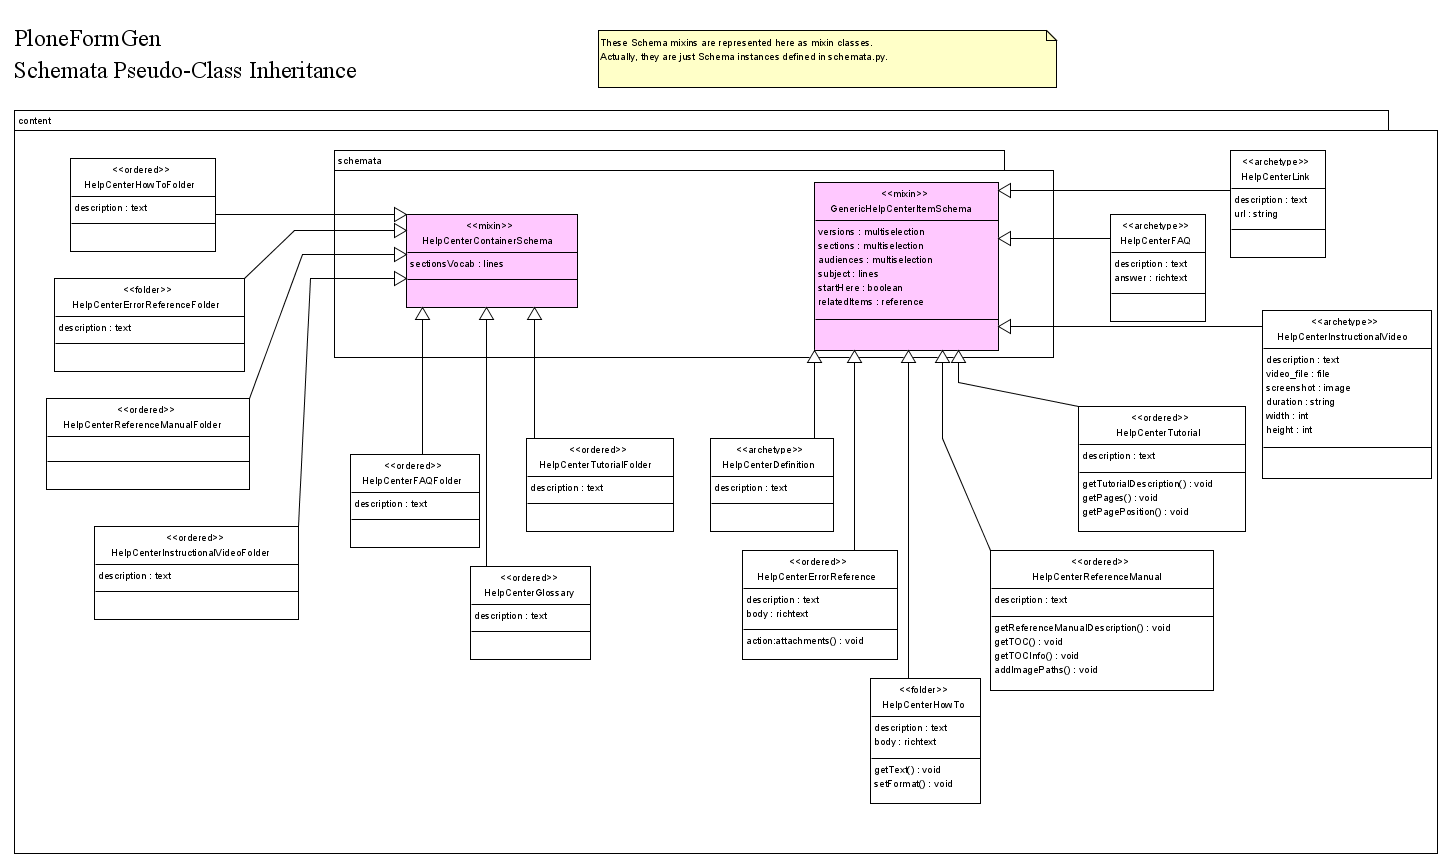 PloneFormGen
Schemata Pseudo-Class Inheritance
These Schema mixins are represented here as mixin classes.
Actually, they are just Schema instances defined in schemata.py.
content
<<ordered>>
HelpCenterHowToFolder
description : text
<<folder>>
HelpCenterErrorReferenceFolder
description : text
<<ordered>>
HelpCenterReferenceManualFolder
<<ordered>>
HelpCenterInstructionalVideoFolder
description : text
schemata
<<mixin>>
HelpCenterContainerSchema
sectionsVocab : lines
<<mixin>>
GenericHelpCenterItemSchema
versions : multiselection
sections : multiselection
audiences : multiselection
subject : lines
startHere : boolean
relatedItems : reference
<<archetype>>
HelpCenterLink
description : text
url : string
<<archetype>>
HelpCenterFAQ
description : text
answer : richtext
<<archetype>>
HelpCenterInstructionalVideo
description : text
video_file : file
screenshot : image
duration : string
width : int
height : int
<<ordered>>
HelpCenterFAQFolder
description : text
<<ordered>>
HelpCenterTutorialFolder
description : text
<<ordered>>
HelpCenterGlossary
description : text
<<archetype>>
HelpCenterDefinition
description : text
<<ordered>>
HelpCenterTutorial
description : text
getTutorialDescription() : void
getPages() : void
getPagePosition() : void
<<ordered>>
HelpCenterErrorReference
description : text
body : richtext
action:attachments() : void
<<ordered>>
HelpCenterReferenceManual
description : text
getReferenceManualDescription() : void
getTOC() : void
getTOCInfo() : void
addImagePaths() : void
<<folder>>
HelpCenterHowTo
description : text
body : richtext
getText() : void
setFormat() : void